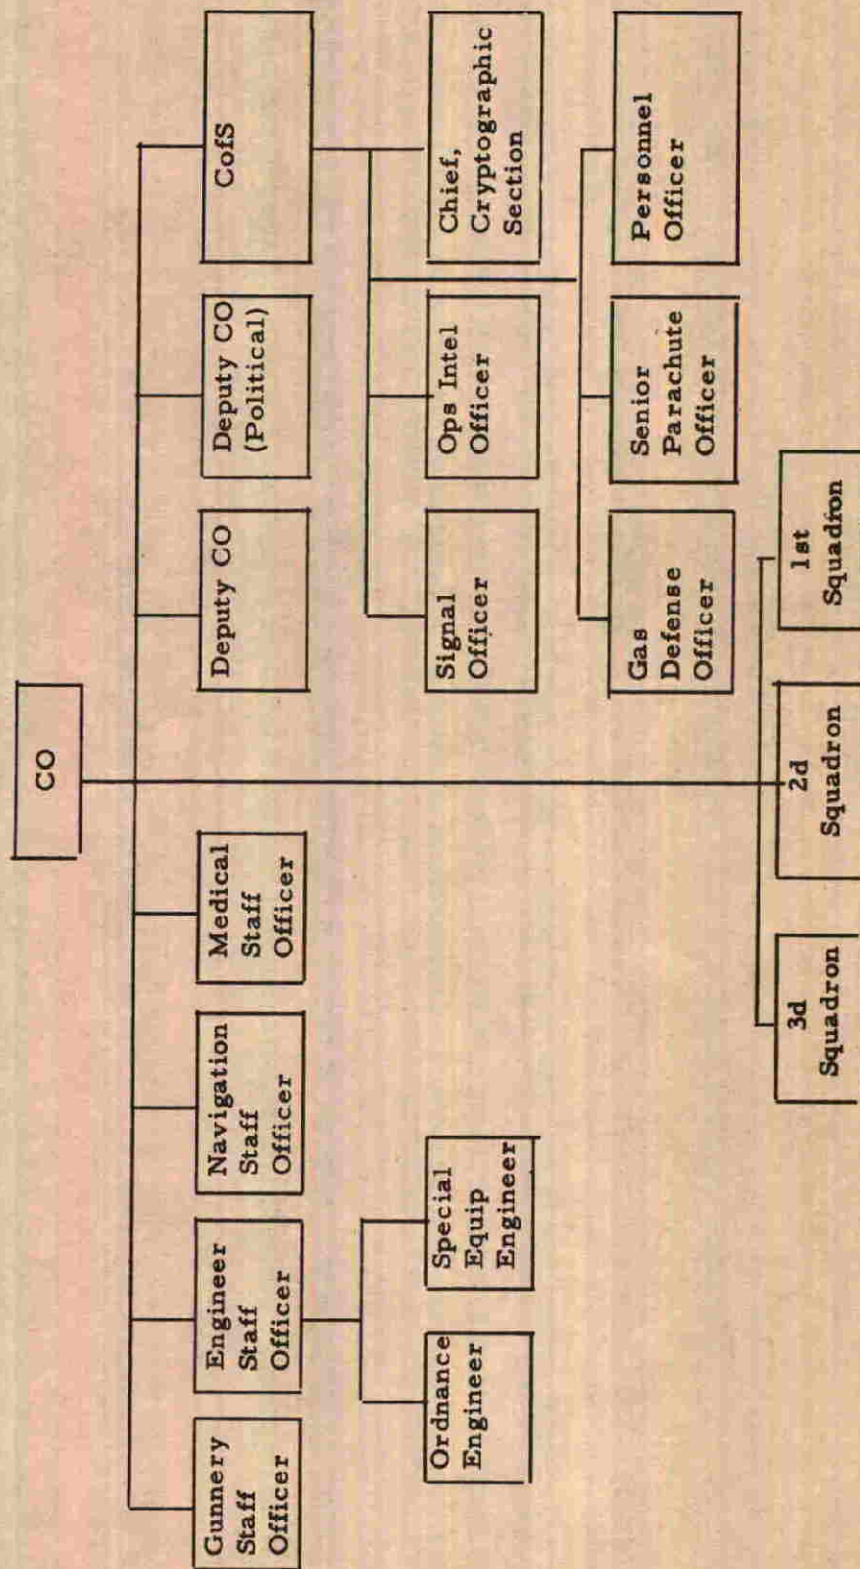 CO
Gunnery
Staff
Officer
Engineer
Staff
Officer
Navigation
Staff
Officer
Medical
Staff
Officer
Deputy CO
Deputy CO
(Political)
CofS
Ordnance
Engineer
Special
Equip
Engineer
Signal
Officer
Ops Intel
Officer
Chief,
Cryptographic
Section
Gas
Defense
Officer
Senior
Parachute
Officer
Personnel
Officer
3d
Squadron
2d
Squadron
1st
Squadron